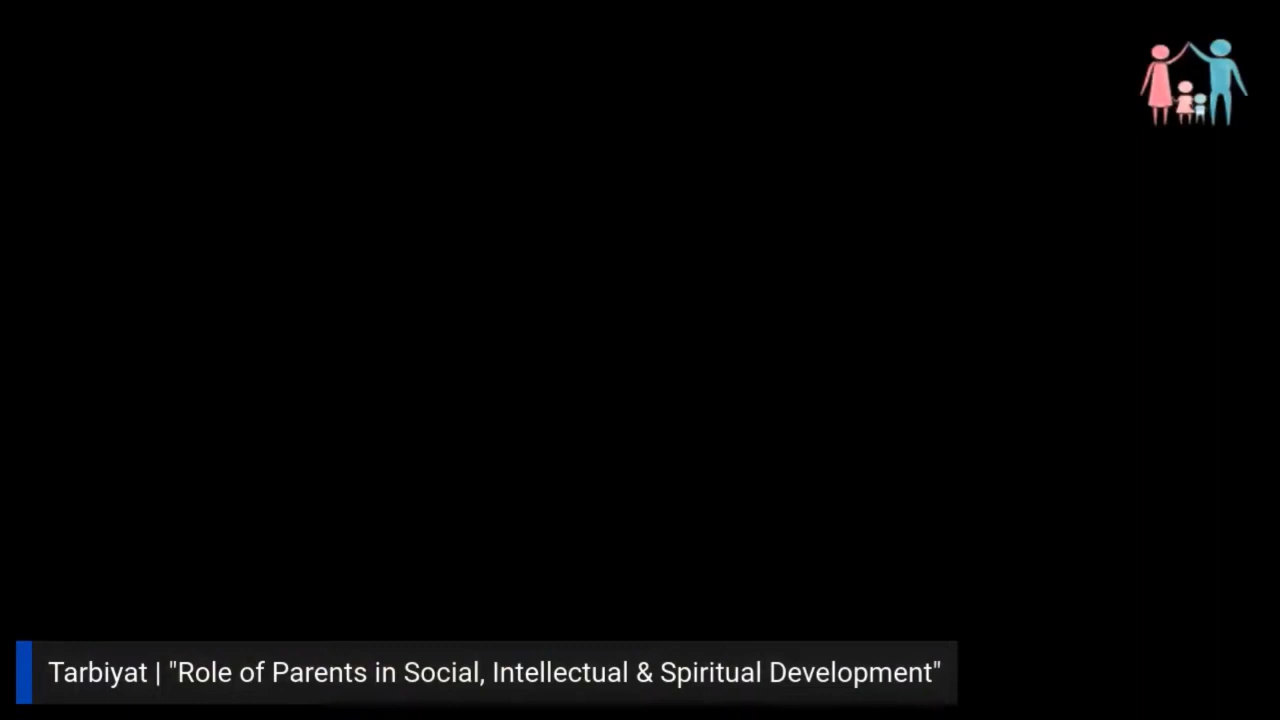 Tarbiyat | "Role of Parents in Social, Intellectual & Spiritual Development"